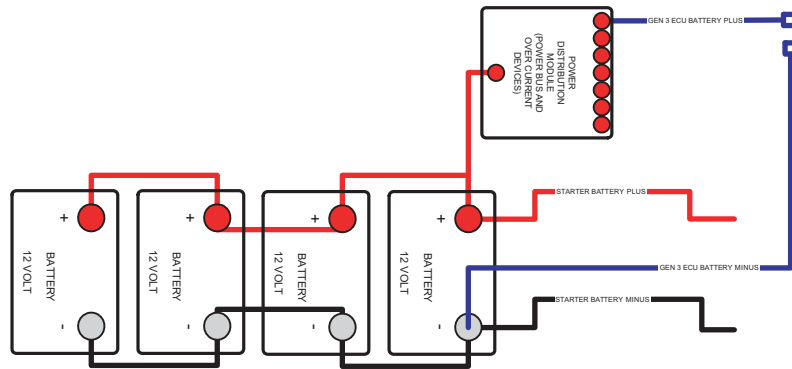 GEN 3 ECU BATTERY PLUS
POWER
DISTRIBUTION
MODULE
(POWER BUS AND
OVER CURRENT
DEVICES)
STARTER BATTERY PLUS
+
BATTERY
12 VOLT
-
+
BATTERY
12 VOLT
-
+
BATTERY
12 VOLT
-
+
BATTERY
12 VOLT
-
GEN 3 ECU BATTERY MINUS
STARTER BATTERY MINUS